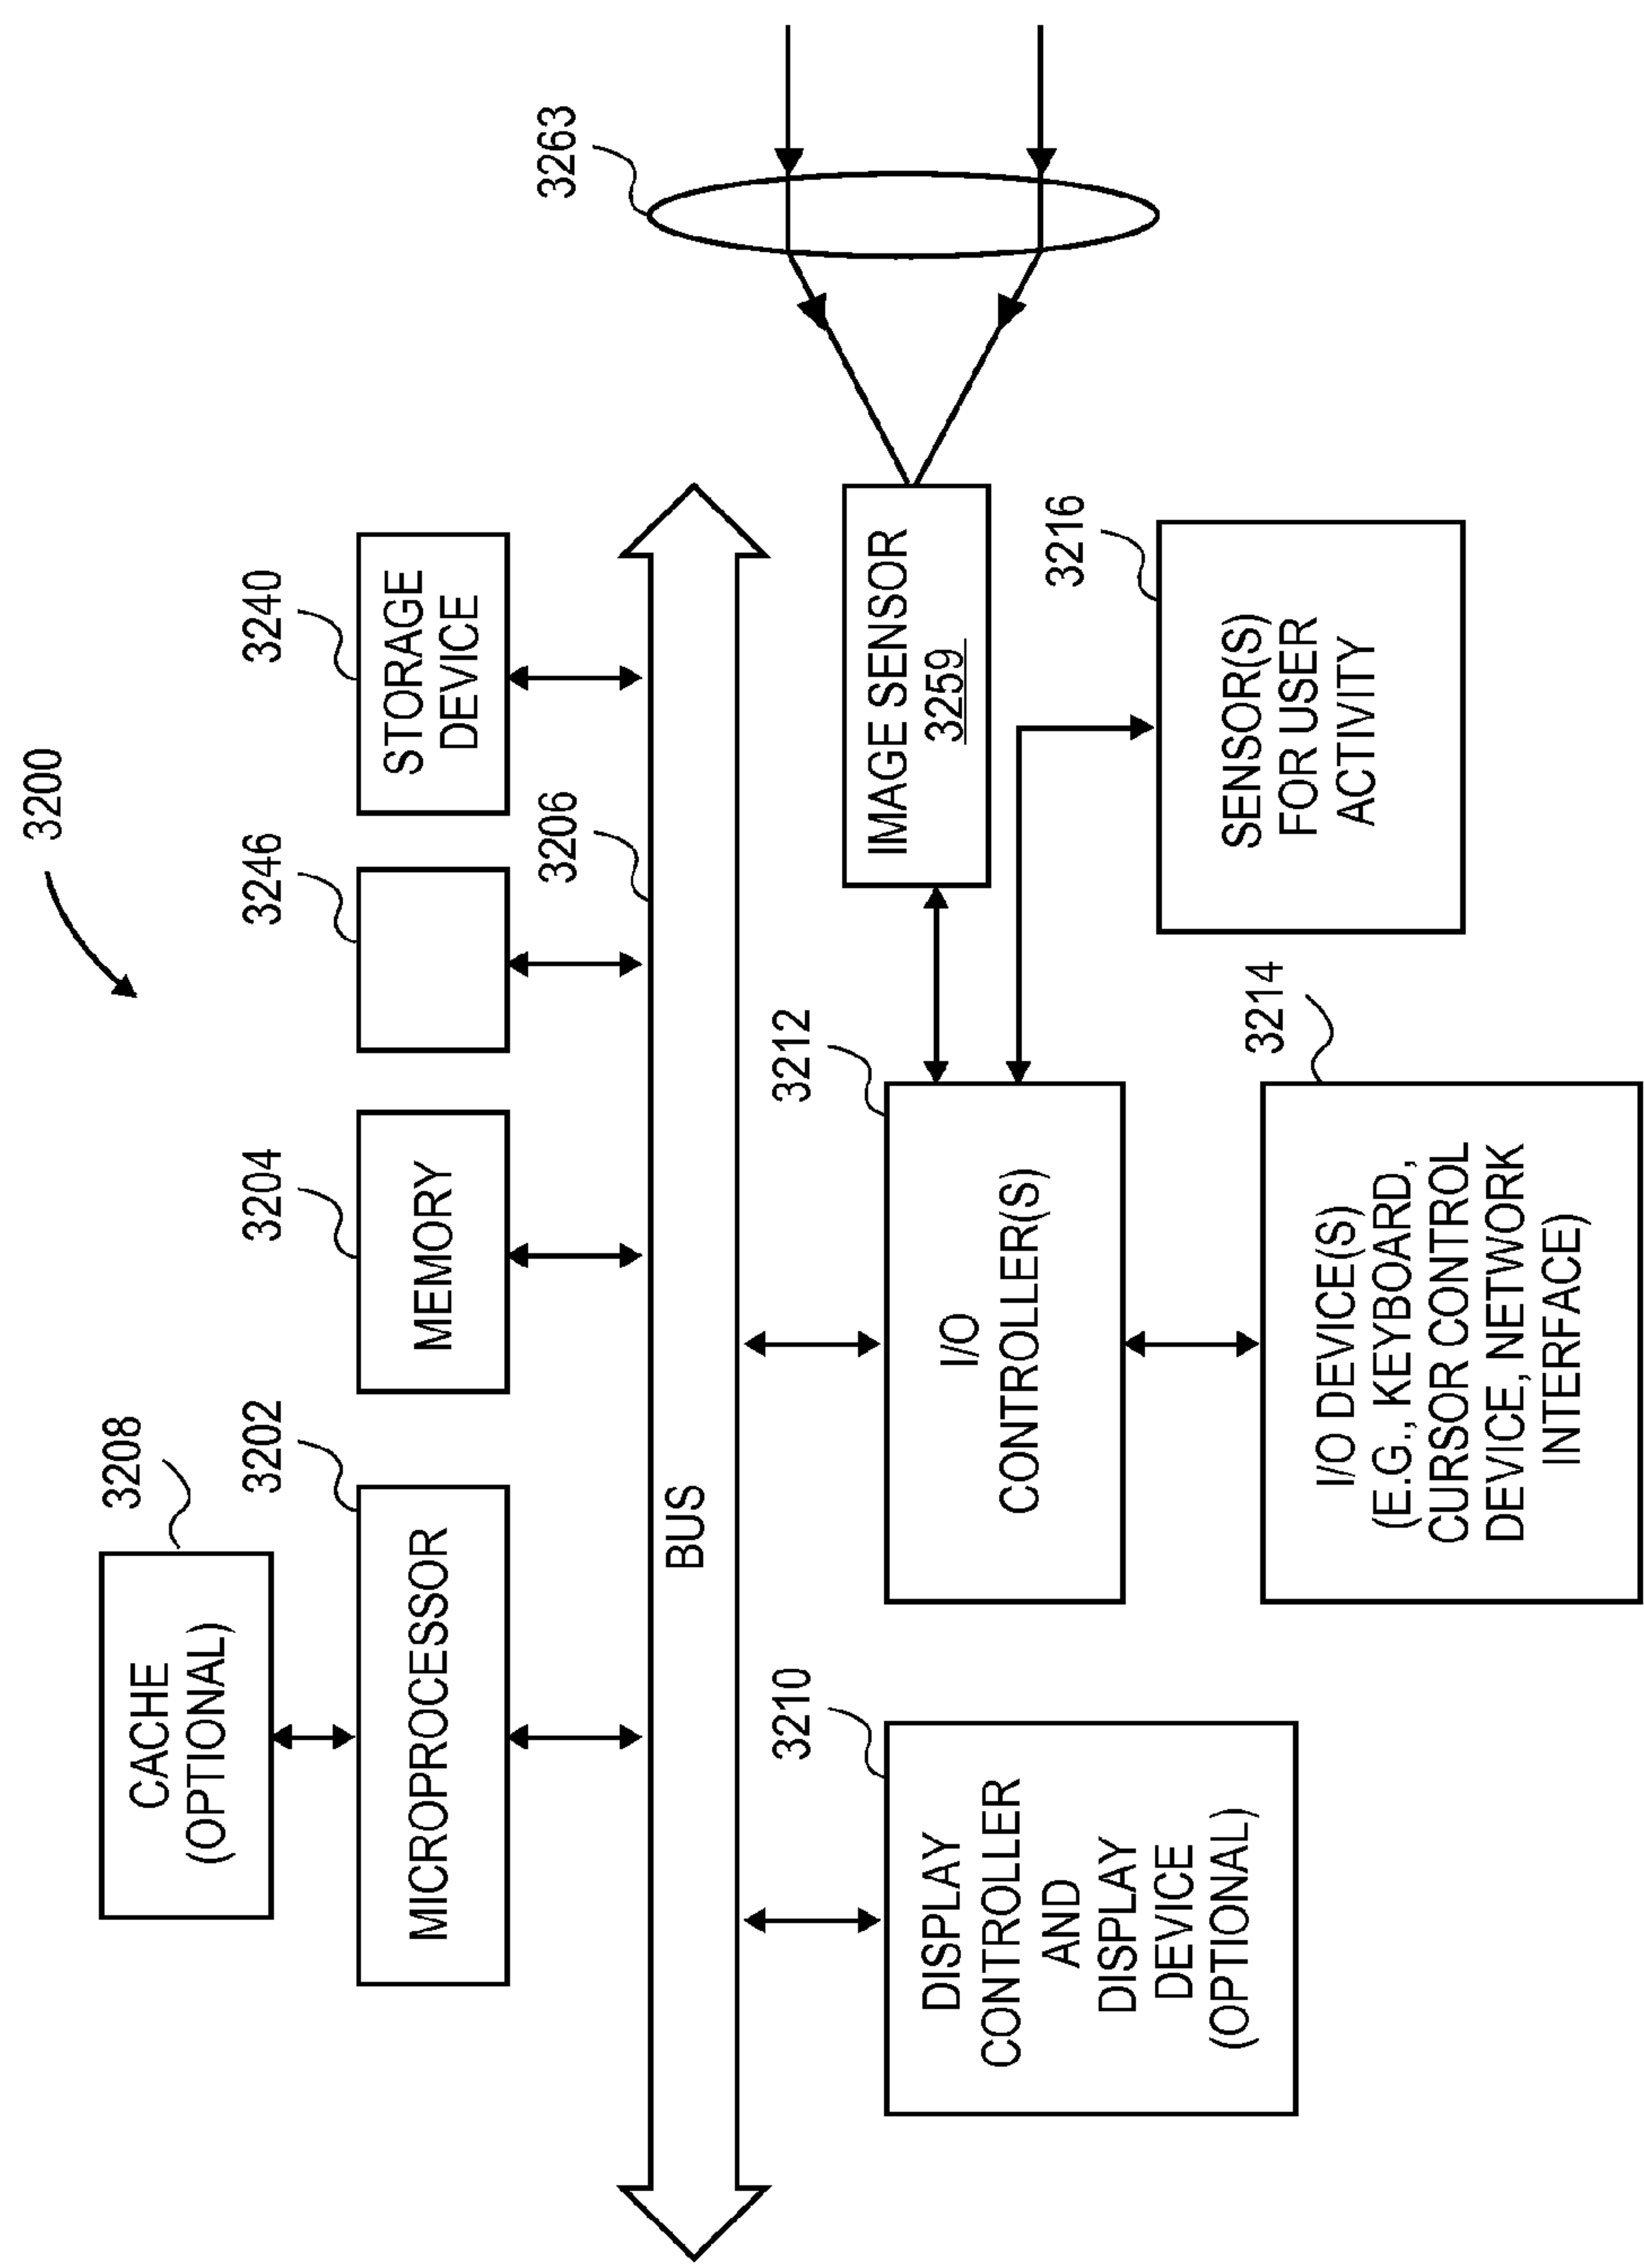 3200
3208
CACHE
(OPTIONAL)
3202
MICROPROCESSOR
3204
MEMORY
3246
3240
STORAGE
DEVICE
3206
BUS
3263
3210
DISPLAY
CONTROLLER
AND
DISPLAY
DEVICE
(OPTIONAL)
3212
I/O
CONTROLLER(S)
IMAGE SENSOR
3259
3214
I/O DEVICE(S)
(E.G., KEYBOARD,
CURSOR CONTROL
DEVICE, NETWORK
INTERFACE)
3216
SENSOR(S)
FOR USER
ACTIVITY